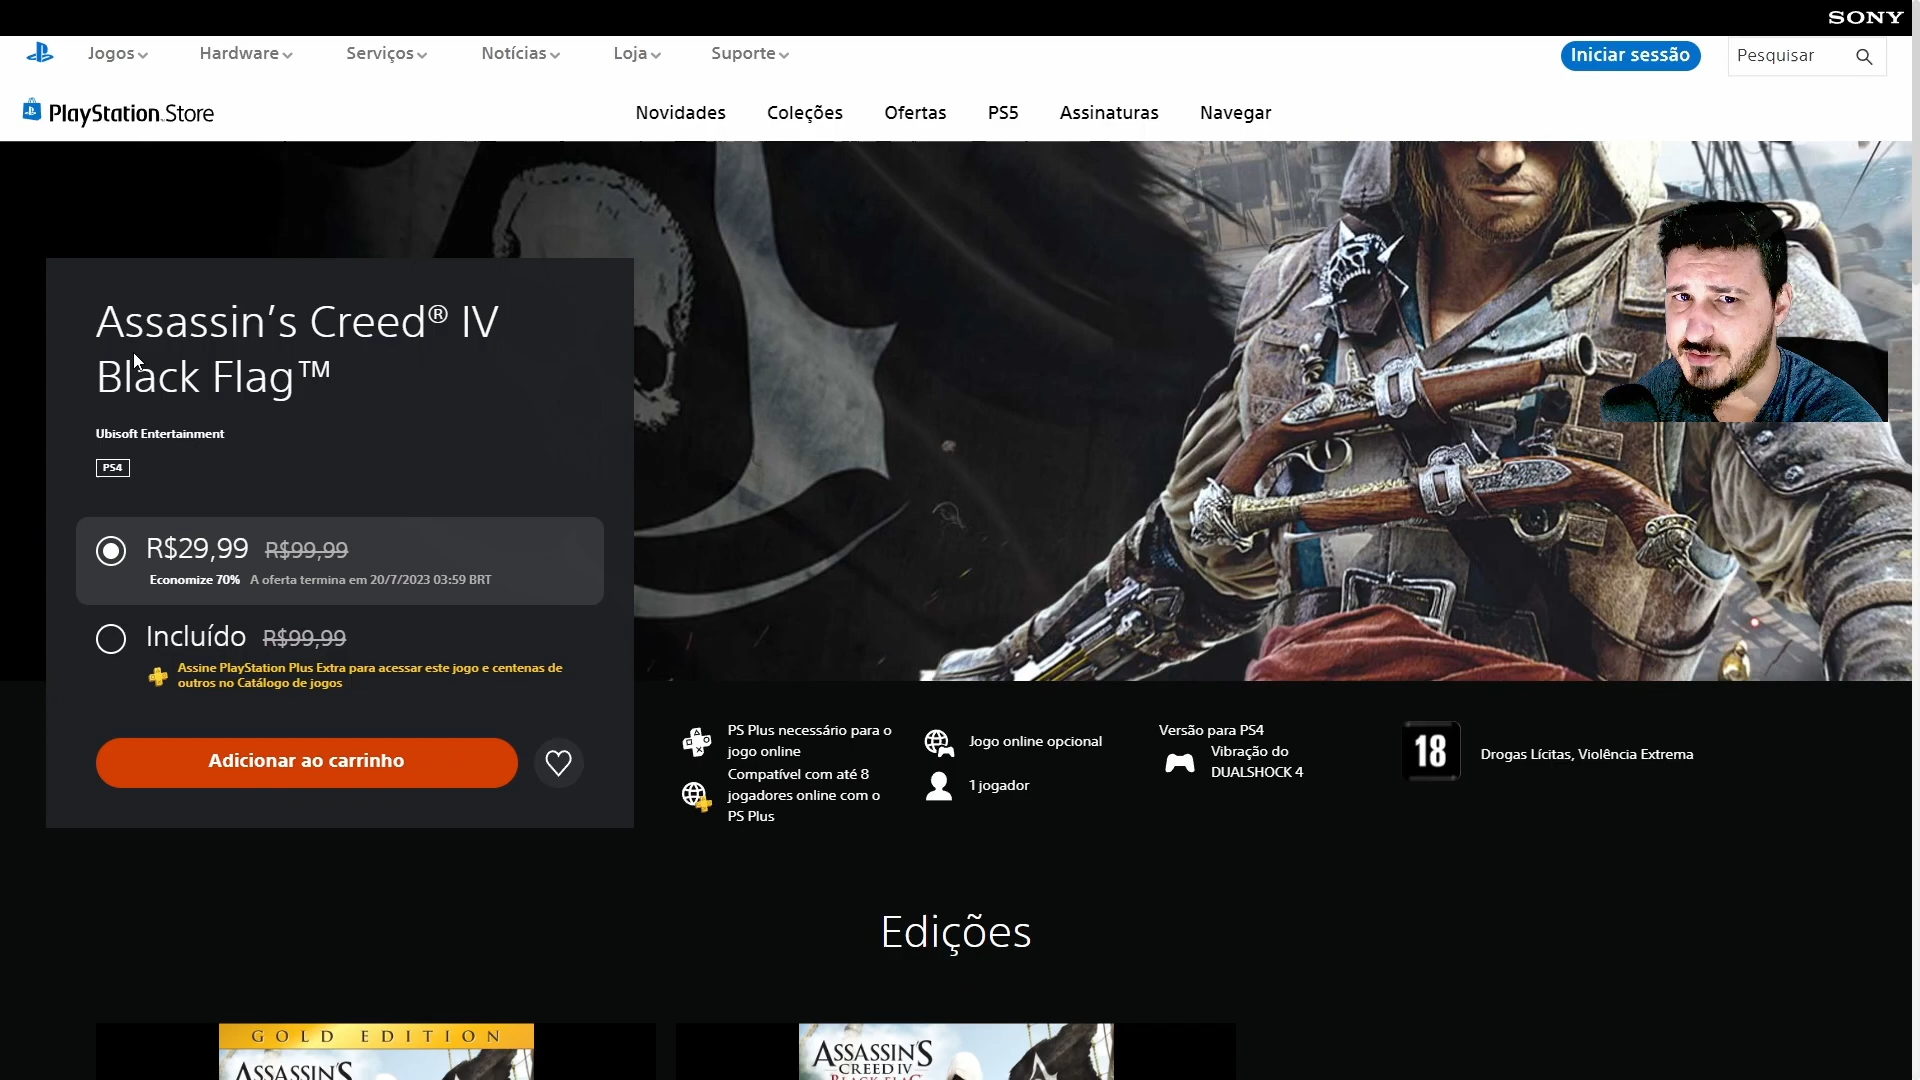 SONY
Jogos Hardware Serviços Notícias Loja Suporte Iniciar sessão Pesquisar
PlayStation Store Novidades Coleções Ofertas PS5 Assinaturas Navegar
Assassin’s Creed® IV
Black Flag™
Ubisoft Entertainment
PS4
R$29,99 R$99,99
Economize 70% A oferta termina em 20/7/2023 03:59 BRT
Incluído R$99,99
Assine PlayStation Plus Extra para acessar este jogo e centenas de
outros no Catálogo de jogos
Adicionar ao carrinho
PS Plus necessário para o
jogo online
Compatível com até 8
jogadores online com o
PS Plus
Jogo online opcional
1 jogador
Versão para PS4
Vibração do
DUALSHOCK 4
18
Drogas Lícitas, Violência Extrema
Edições
GOLD EDITION
ASSASSIN'S
ASSASSIN'S
CREED IV
BLACK FLAG